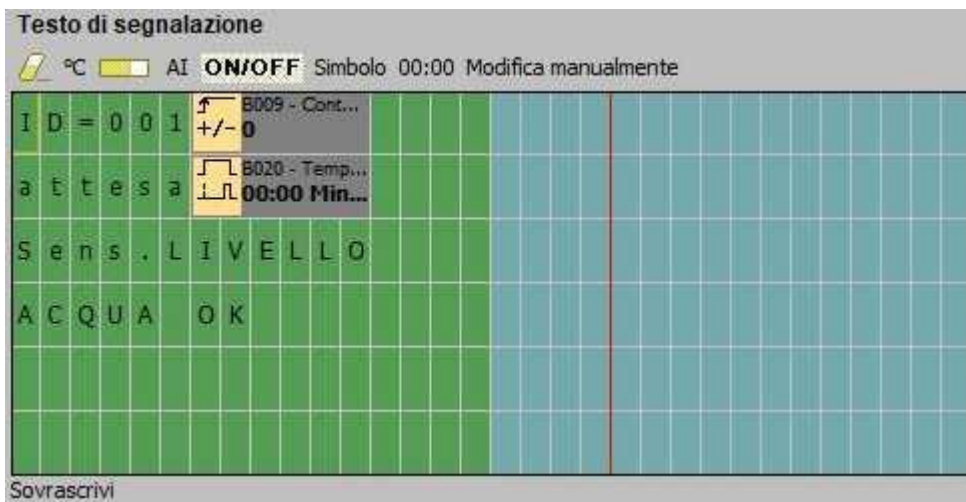 Testo di segnalazione
°C AI ON/OFF Simbolo 00:00 Modifica manualmente
ID=001 B009 - Cont...
+/- 0
attesa B020 - Temp...
00:00 Min...
Sens.LIVELLO
ACQUA OK
Sovrascrivi